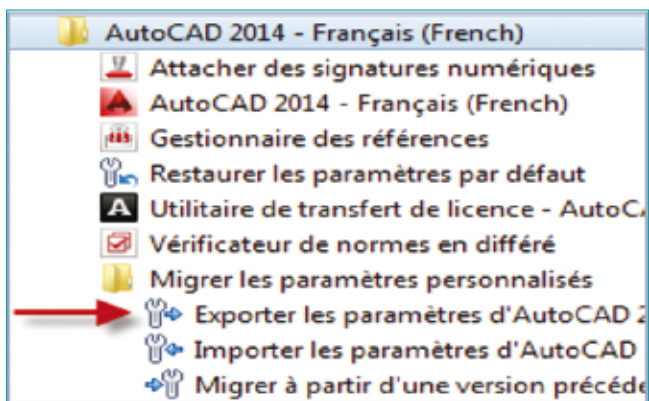 AutoCAD 2014 - Français (French)
Attacher des signatures numériques
AutoCAD 2014 - Français (French)
Gestionnaire des références
Restaurer les paramètres par défaut
Utilitaire de transfert de licence - AutoCA
Vérificateur de normes en différé
Migrer les paramètres personnalisés
Exporter les paramètres d'AutoCAD 2
Importer les paramètres d'AutoCAD
Migrer à partir d'une version précéde